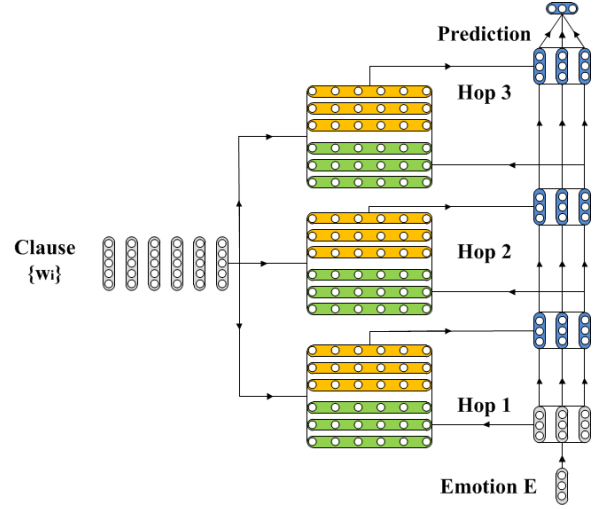 Prediction
Hop 3
Clause
{wi}
Hop 2
Hop 1
Emotion E